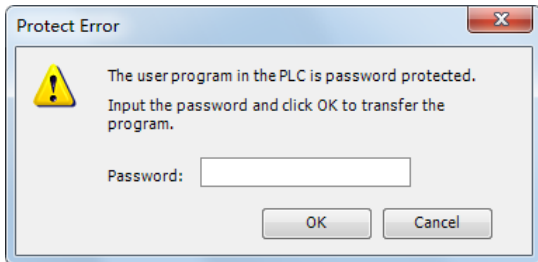 Protect Error
The user program in the PLC is password protected.
Input the password and click OK to transfer the
program.
Password:
OK Cancel